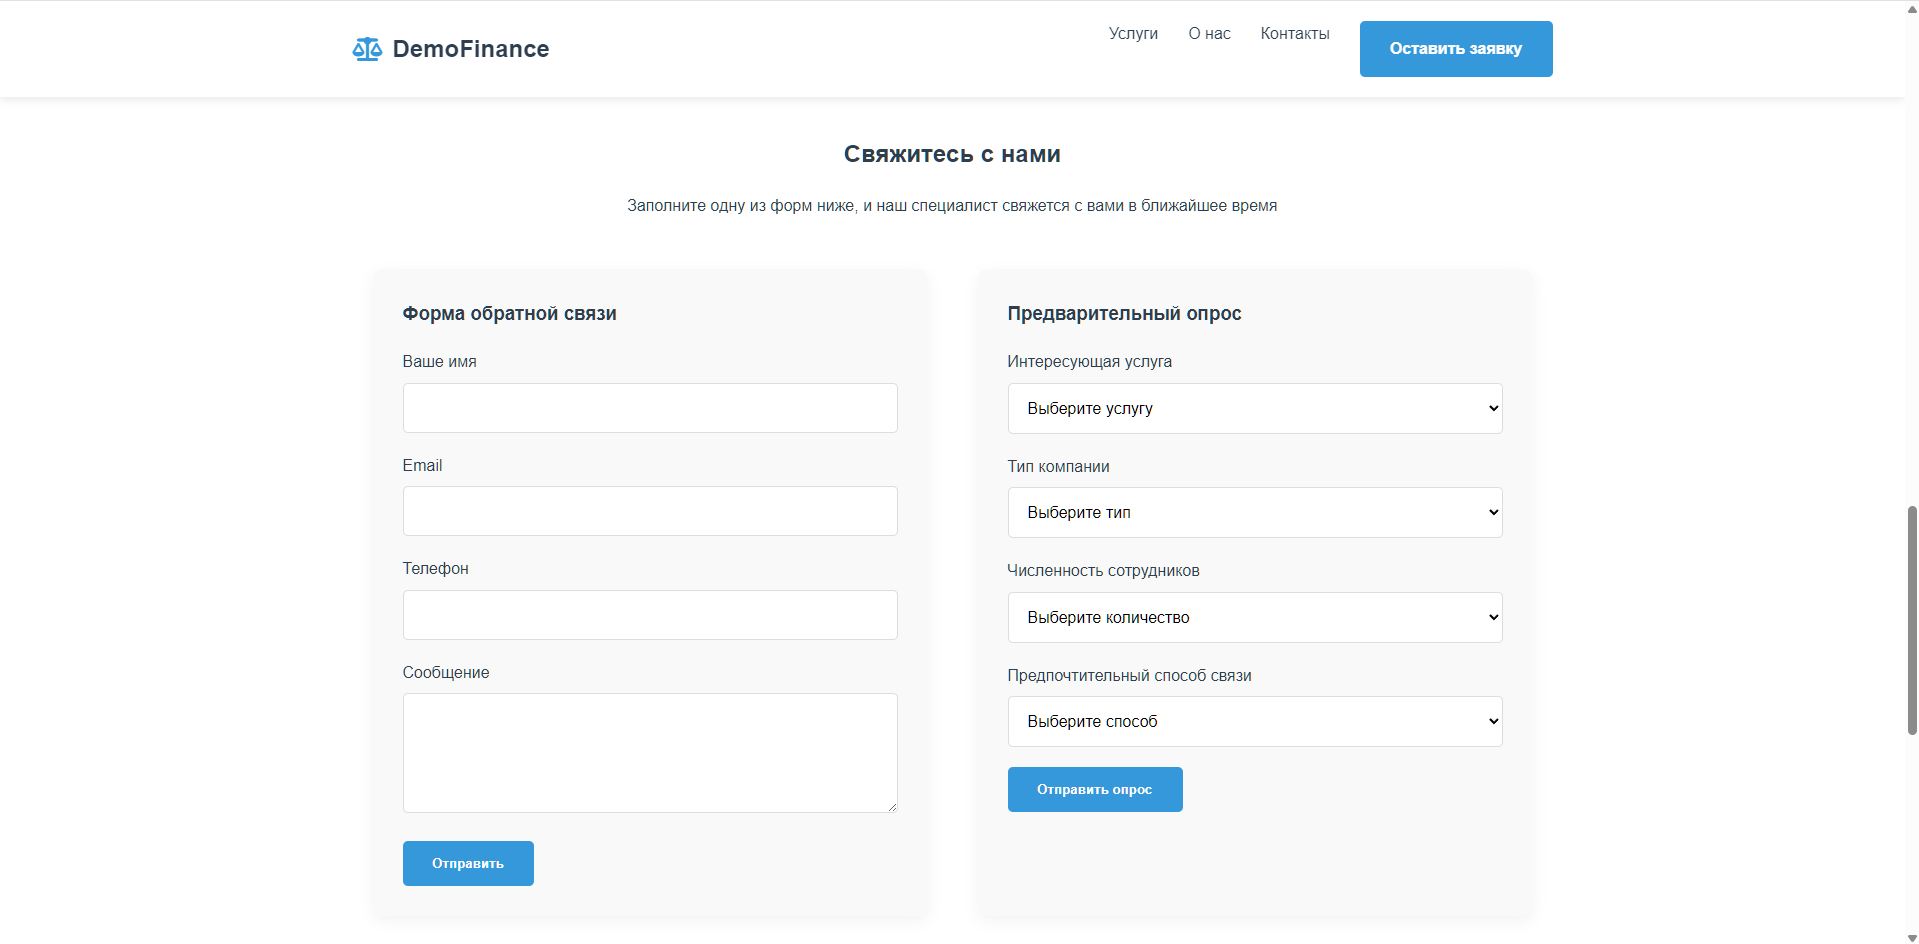 DemoFinance
Услуги
О нас
Контакты
Оставить заявку
Свяжитесь с нами
Заполните одну из форм ниже, и наш специалист свяжется с вами в ближайшее время
Форма обратной связи
Ваше имя
Email
Телефон
Сообщение
Отправить
Предварительный опрос
Интересующая услуга
Выберите услугу
Тип компании
Выберите тип
Численность сотрудников
Выберите количество
Предпочтительный способ связи
Выберите способ
Отправить опрос